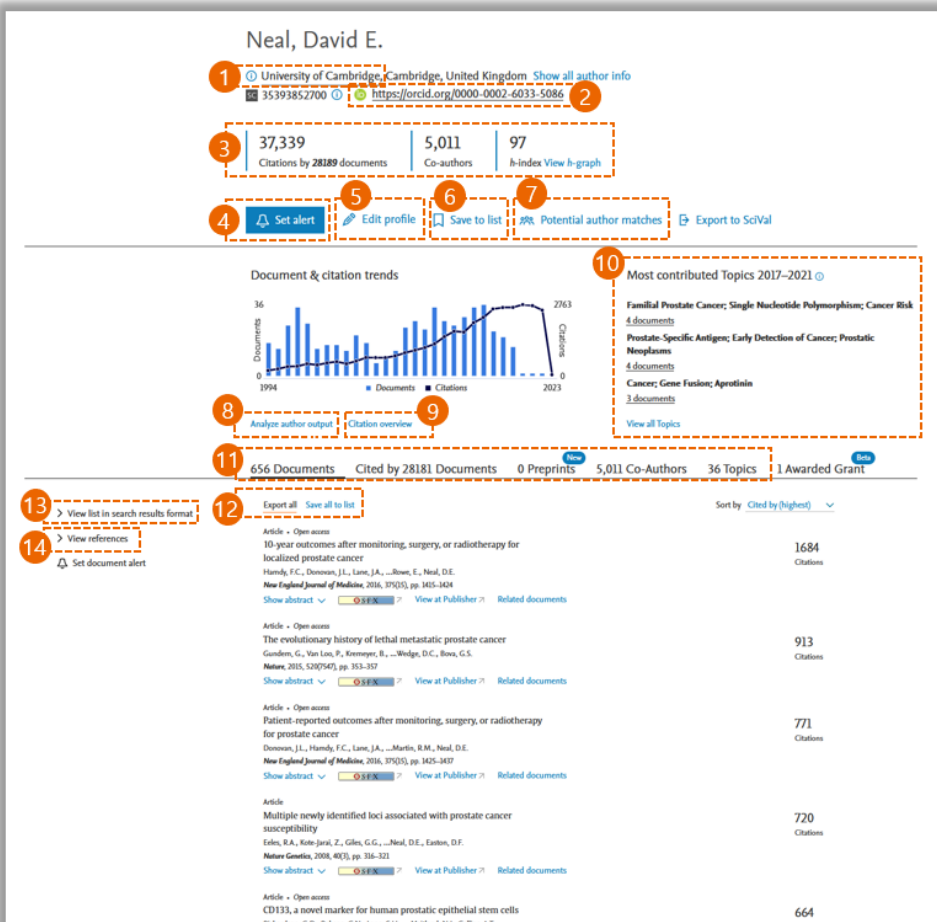 Neal, David E.
1 University of Cambridge, Cambridge, United Kingdom Show all author info
SC 35393852700 iD https://orcid.org/0000-0002-6033-5086 2
3
37,339 5,011 97
Citations by 28189 documents Co-authors h-index View h-graph
5 6 7
4 Set alert Edit profile Save to list Potential author matches Export to SciVal
10
Document & citation trends
36 2763
Documents Citations
0 0
1994 2023
Documents Citations
8 9
Analyze author output Citation overview
Most contributed Topics 2017–2021
Familial Prostate Cancer; Single Nucleotide Polymorphism; Cancer Risk
4 documents
Prostate-Specific Antigen; Early Detection of Cancer; Prostatic
Neoplasms
4 documents
Cancer; Gene Fusion; Aprotinin
3 documents
View all Topics
New Beta
11 656 Documents Cited by 28181 Documents 0 Preprints 5,011 Co-Authors 36 Topics 1 Awarded Grant
13 View list in search results format
14 View references
Set document alert
12 Export all Save all to list Sort by Cited by (highest)
Article • Open access
10-year outcomes after monitoring, surgery, or radiotherapy for
localized prostate cancer
Hamdy, F.C., Donovan, J.L., Lane, J.A., ...Rowe, E., Neal, D.E.
New England Journal of Medicine, 2016, 375(15), pp. 1415–1424
1684
Citations
Show abstract SFX View at Publisher Related documents
Article • Open access
The evolutionary history of lethal metastatic prostate cancer
Gundem, G., Van Loo, P., Kremeyer, B., ...Wedge, D.C., Bova, G.S.
Nature, 2015, 520(7547), pp. 353–357
913
Citations
Show abstract SFX View at Publisher Related documents
Article • Open access
Patient-reported outcomes after monitoring, surgery, or radiotherapy
for prostate cancer
Donovan, J.L., Hamdy, F.C., Lane, J.A., ...Martin, R.M., Neal, D.E.
New England Journal of Medicine, 2016, 375(15), pp. 1425–1437
771
Citations
Show abstract SFX View at Publisher Related documents
Article
Multiple newly identified loci associated with prostate cancer
susceptibility
Eeles, R.A., Kote-Jarai, Z., Giles, G.G., ...Neal, D.E., Easton, D.F.
Nature Genetics, 2008, 40(3), pp. 316–321
720
Citations
Show abstract SFX View at Publisher Related documents
Article • Open access
CD133, a novel marker for human prostatic epithelial stem cells
664